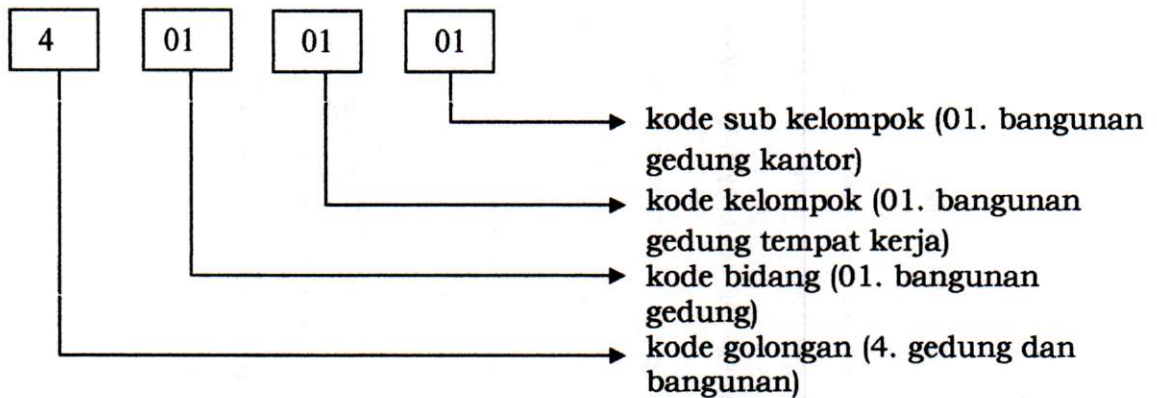 4 01 01 01
kode sub kelompok (01. bangunan
gedung kantor)
kode kelompok (01. bangunan
gedung tempat kerja)
kode bidang (01. bangunan
gedung)
kode golongan (4. gedung dan
bangunan)